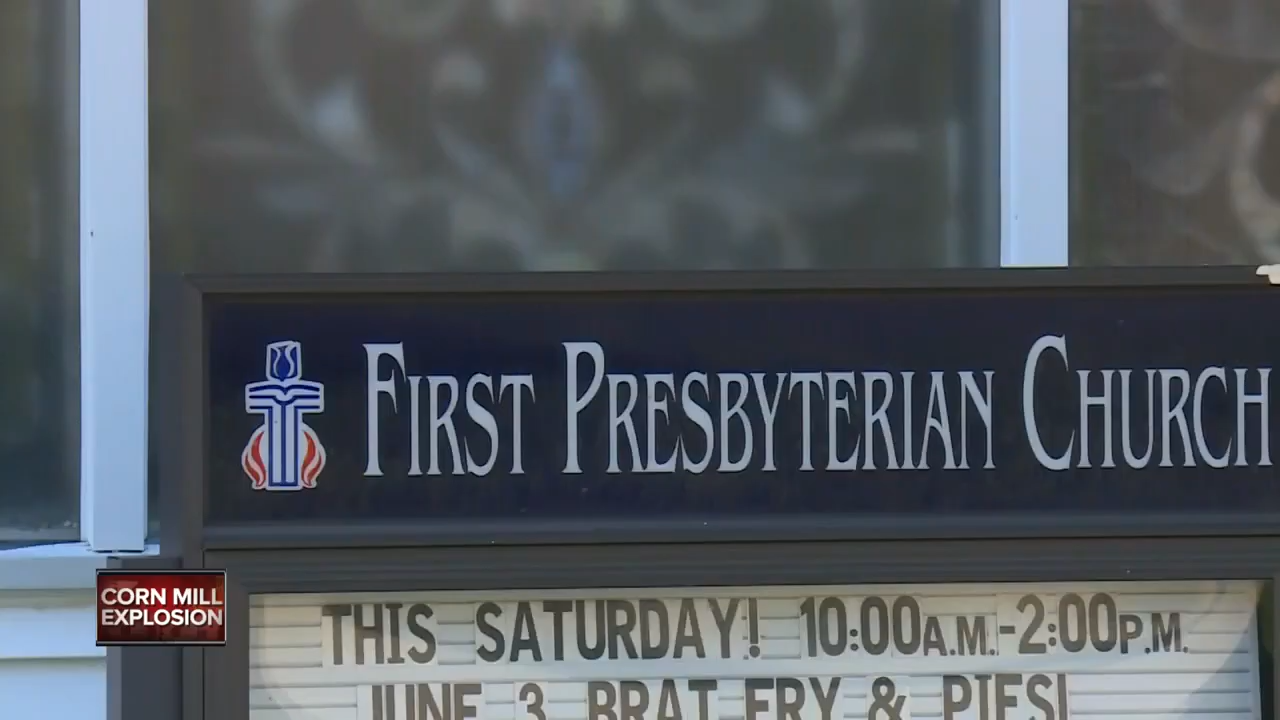 First Presbyterian Church
CORN MILL
EXPLOSION
THIS SATURDAY! 10:00A.M.-2:00P.M.
JUNE 3 BRAT FRY & PIES!